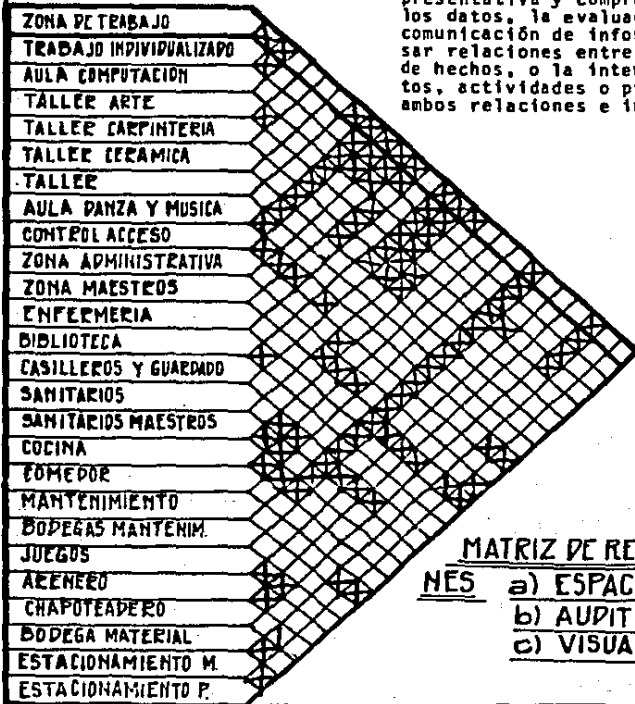 ZONA DE TRABAJO
TRABAJO INDIVIDUALIZADO
AULA COMPUTACION
TALLER ARTE
TALLER CARPINTERIA
TALLER CERAMICA
TALLER
AULA DANZA Y MUSICA
CONTROL ACCESO
ZONA ADMINISTRATIVA
ZONA MAESTROS
ENFERMERIA
BIBLIOTECA
CASILLEROS Y GUARDADO
SANITARIOS
SANITARIOS MAESTROS
COCINA
COMEDOR
MANTENIMIENTO
BODEGAS MANTENIM.
JUEGOS
ARENERO
CHAPOTEADERO
BODEGA MATERIAL
ESTACIONAMIENTO M.
ESTACIONAMIENTO P.
los datos, la evalua
comunicación de info
sar relaciones entre
de hechos, o la inte
tos, actividades o p
ambos relaciones e i
MATRIZ DE RE
NES a) ESPAC
b) AUDIT
c) VISUA